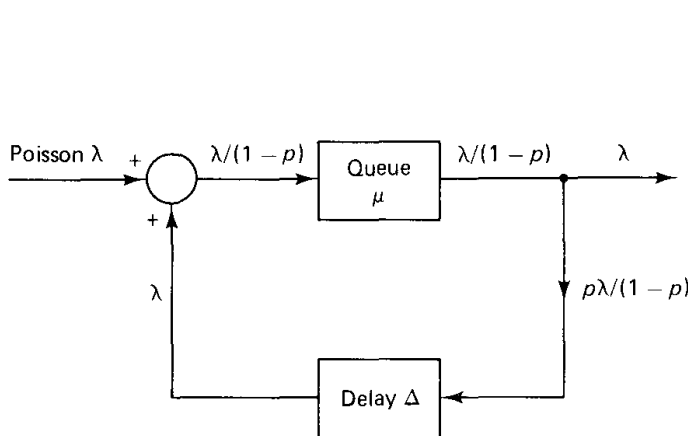 Poisson λ
+
λ/(1 − p)
Queue
μ
λ/(1 − p)
λ
+
λ
pλ/(1 − p)
Delay Δ